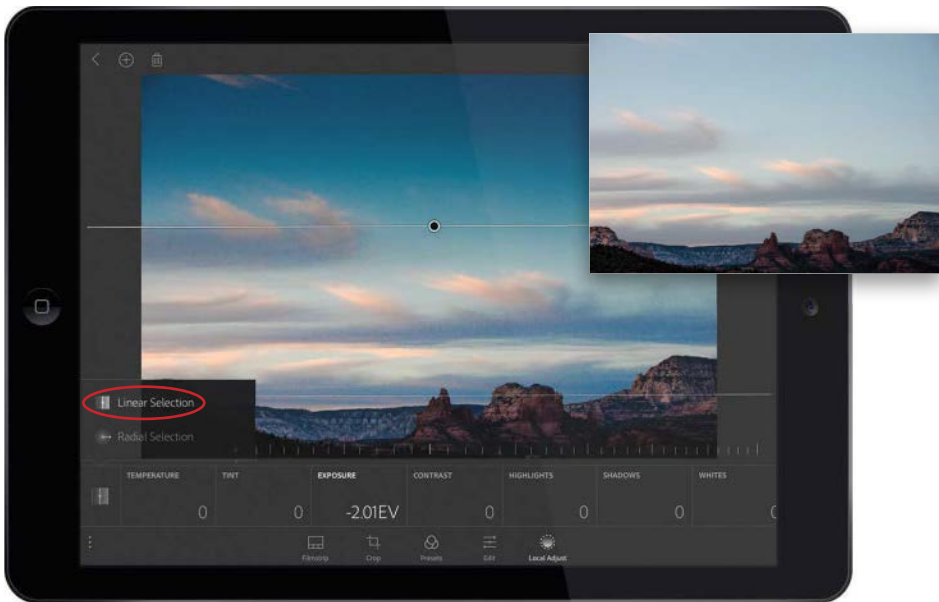 Linear Selection
Radial Selection
TEMPERATURE TINT EXPOSURE CONTRAST HIGHLIGHTS SHADOWS WHITES
0 0 -2.01EV 0 0 0 0
Filmstrip Crop Presets Edit Local Adjust